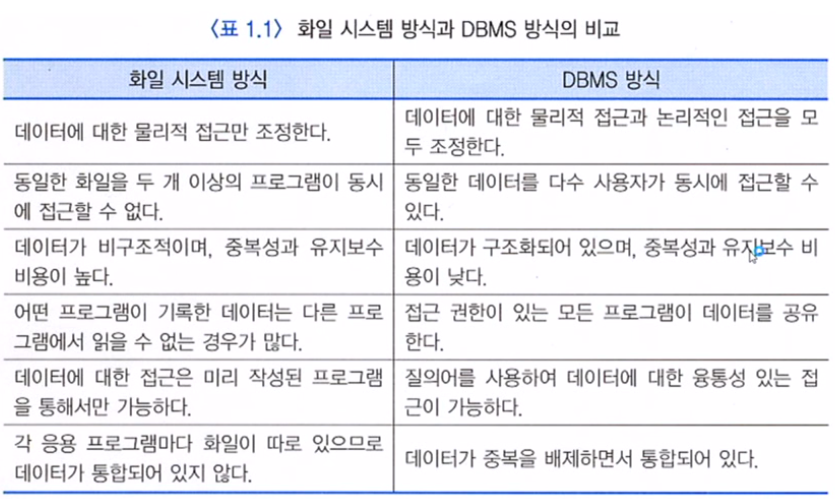 〈표 1.1〉 화일 시스템 방식과 DBMS 방식의 비교
화일 시스템 방식
DBMS 방식
데이터에 대한 물리적 접근만 조정한다.
데이터에 대한 물리적 접근과 논리적인 접근을 모
두 조정한다.
동일한 화일을 두 개 이상의 프로그램이 동시
에 접근할 수 없다.
동일한 데이터를 다수 사용자가 동시에 접근할 수
있다.
데이터가 비구조적이며, 중복성과 유지보수
비용이 높다.
데이터가 구조화되어 있으며, 중복성과 유지보수 비
용이 낮다.
어떤 프로그램이 기록한 데이터는 다른 프로
그램에서 읽을 수 없는 경우가 많다.
접근 권한이 있는 모든 프로그램이 데이터를 공유
한다.
데이터에 대한 접근은 미리 작성된 프로그램
을 통해서만 가능하다.
질의어를 사용하여 데이터에 대한 융통성 있는 접
근이 가능하다.
각 응용 프로그램마다 화일이 따로 있으므로
데이터가 통합되어 있지 않다.
데이터가 중복을 배제하면서 통합되어 있다.